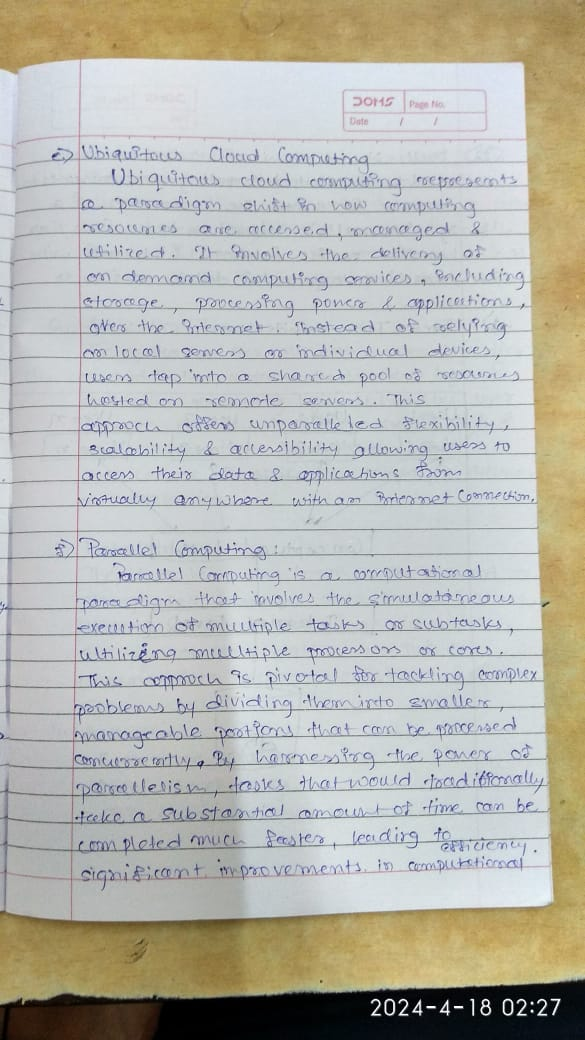 DOMS
Page No.
Date / /
e) Ubiquitous Cloud Computing
Ubiquitous cloud computing represents
a paradigm shift in how computing
resources are accessed, managed &
utilized. It involves the delivery of
on demand computing services, including
storage, processing power & applications,
over the internet. Instead of relying
on local servers or individual devices,
users tap into a shared pool of resources
hosted on remote servers. This
approch offers unparalleled flexibility,
scalability & accessibility allowing users to
access their data & applications from
virtually anywhere with an internet Connection.
f) Parallel Computing:
Parallel Computing is a computational
paradigm that involves the simulataneous
execution of multiple tasks or subtasks,
ultilizing multiple processors or cores.
This approch is pivotal for tackling complex
problems by dividing them into smaller,
manageable portions that can be processed
concurrently. By harnessing the power of
parallelism, tasks that would traditionally
take a substantial amount of time can be
completed much faster, leading to
significant improvements in computational efficiency.
2024-4-18 02:27